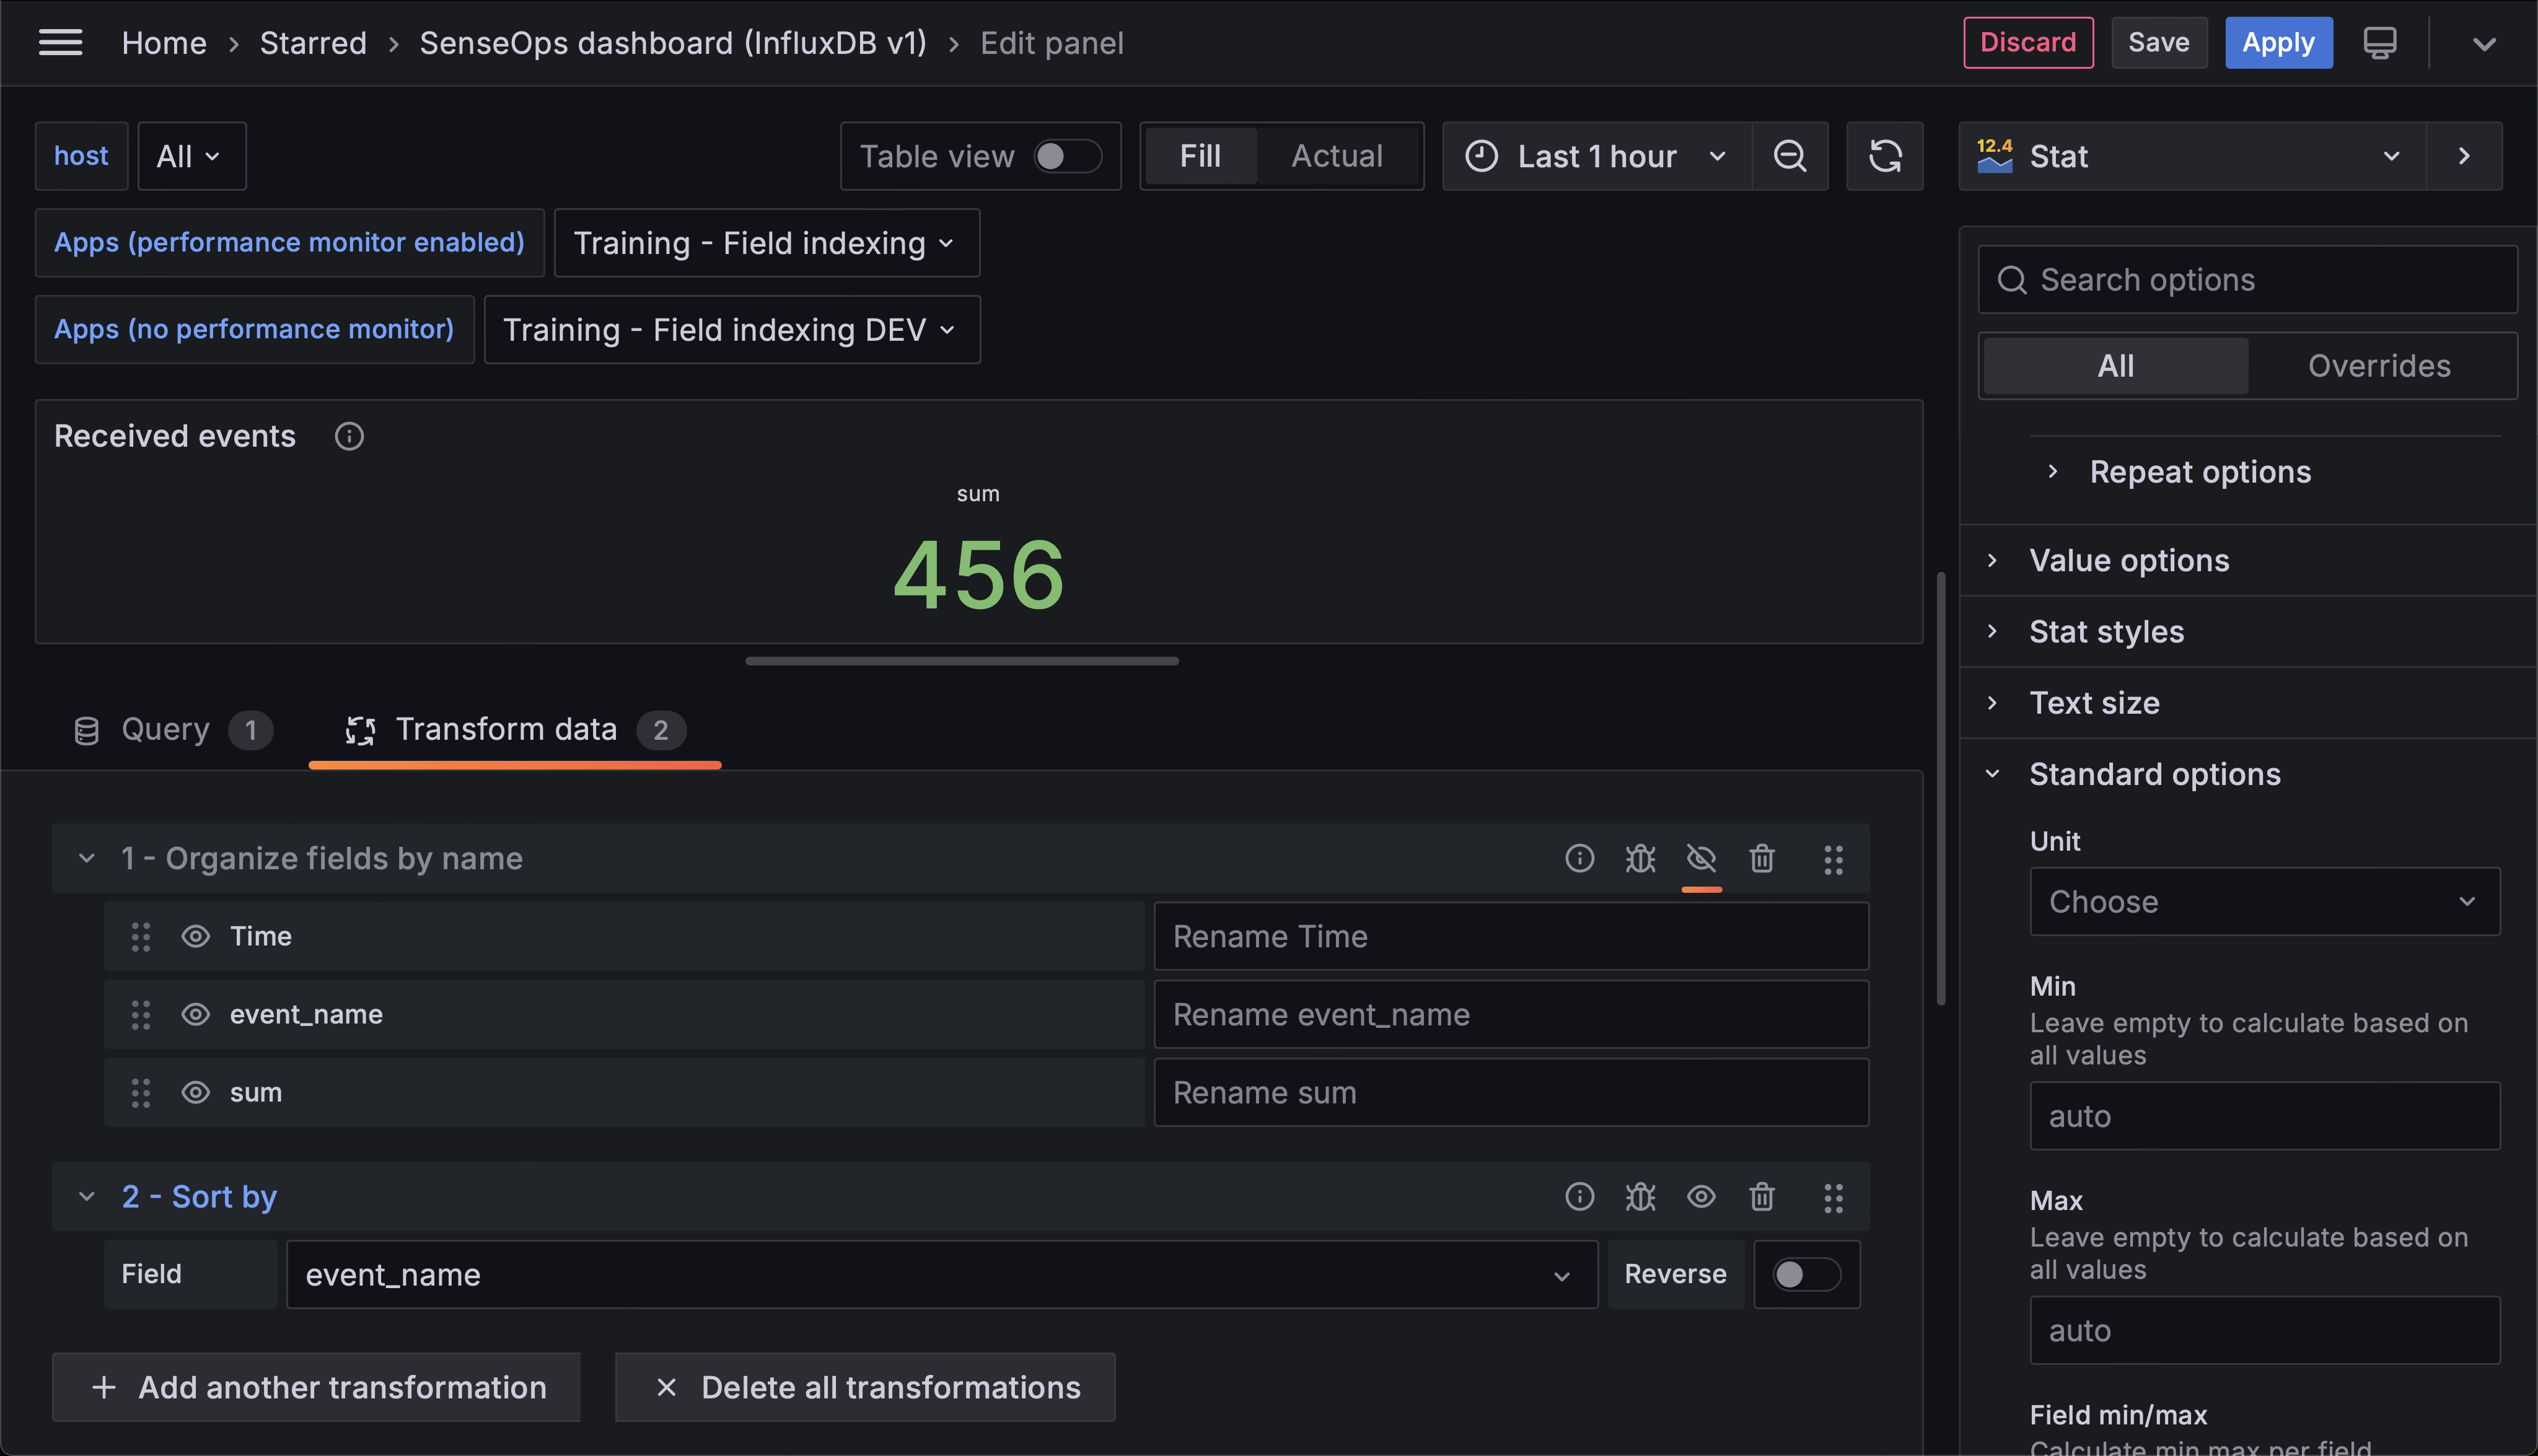 Home › Starred › SenseOps dashboard (InfluxDB v1) › Edit panel
Discard Save Apply
host All
Table view Fill Actual Last 1 hour
12.4 Stat
Apps (performance monitor enabled) Training - Field indexing
Apps (no performance monitor) Training - Field indexing DEV
Search options
All Overrides
Received events
sum
456
Repeat options
Value options
Stat styles
Text size
Standard options
Unit
Choose
Min
Leave empty to calculate based on
all values
auto
Max
Leave empty to calculate based on
all values
auto
Field min/max
Calculate min max per field
Query 1 Transform data 2
1 - Organize fields by name
Time Rename Time
event_name Rename event_name
sum Rename sum
2 - Sort by
Field event_name Reverse
Add another transformation Delete all transformations